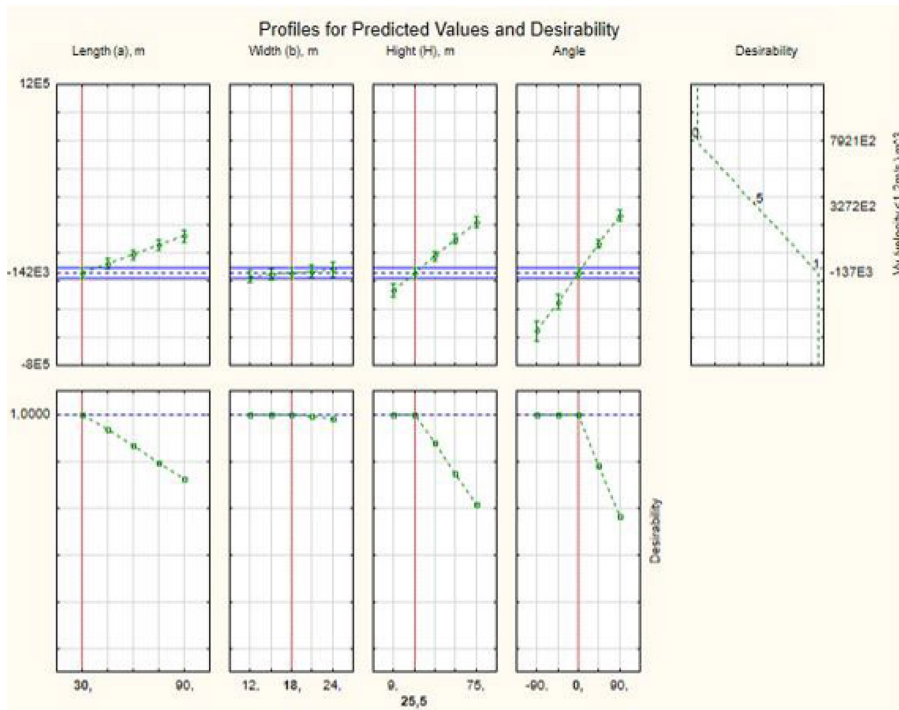 Profiles for Predicted Values and Desirability
Length (a), m
Width (b), m
Hight (H), m
Angle
Desirability
12E5
-142E3
-8E5
0
,5
1
7921E2
3272E2
-137E3
1,0000
Desirability
30,
90,
12,
18,
24,
9,
25,5
75,
-90,
0,
90,